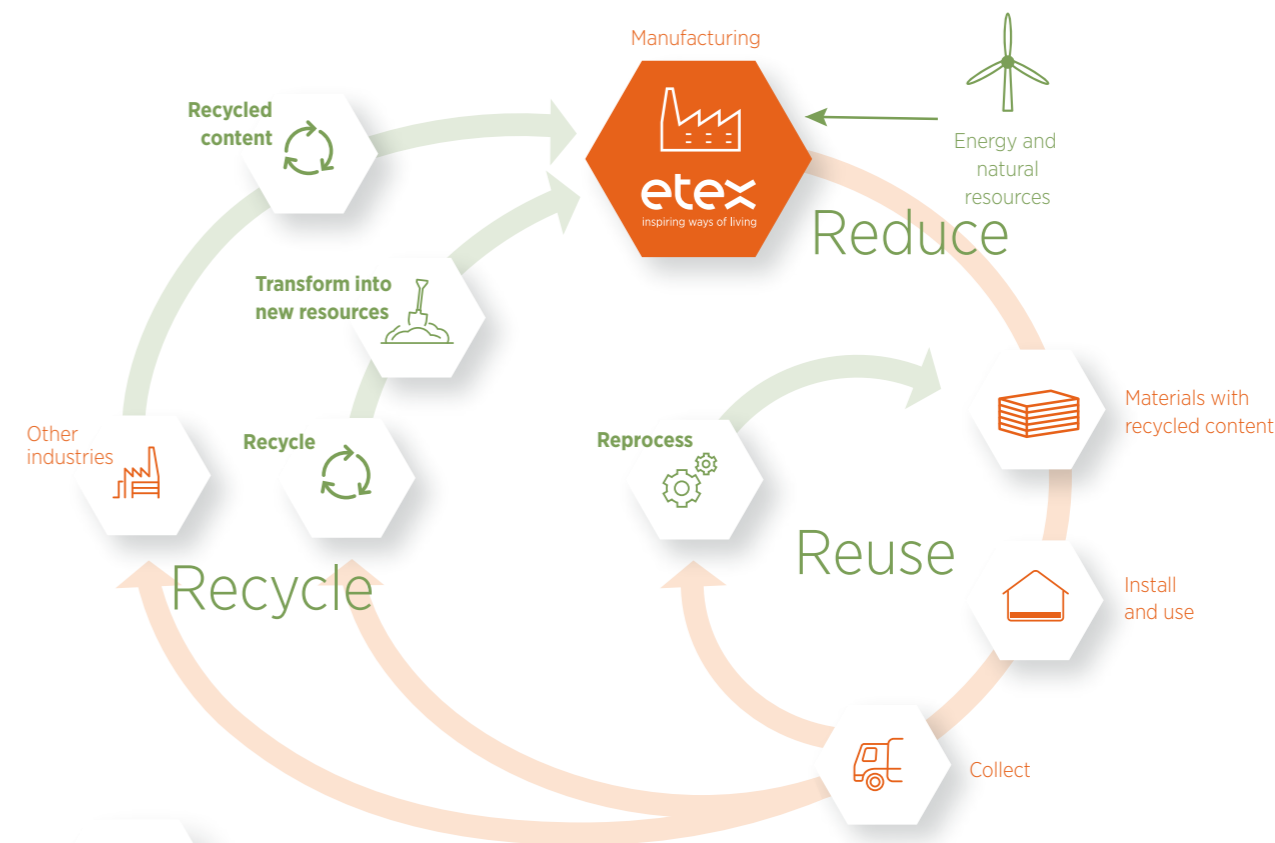 Manufacturing
Recycled
content
etex
inspiring ways of living
Energy and
natural
resources
Reduce
Transform into
new resources
Materials with
recycled content
Other
industries
Recycle
Reprocess
Reuse
Recycle
Install
and use
Collect